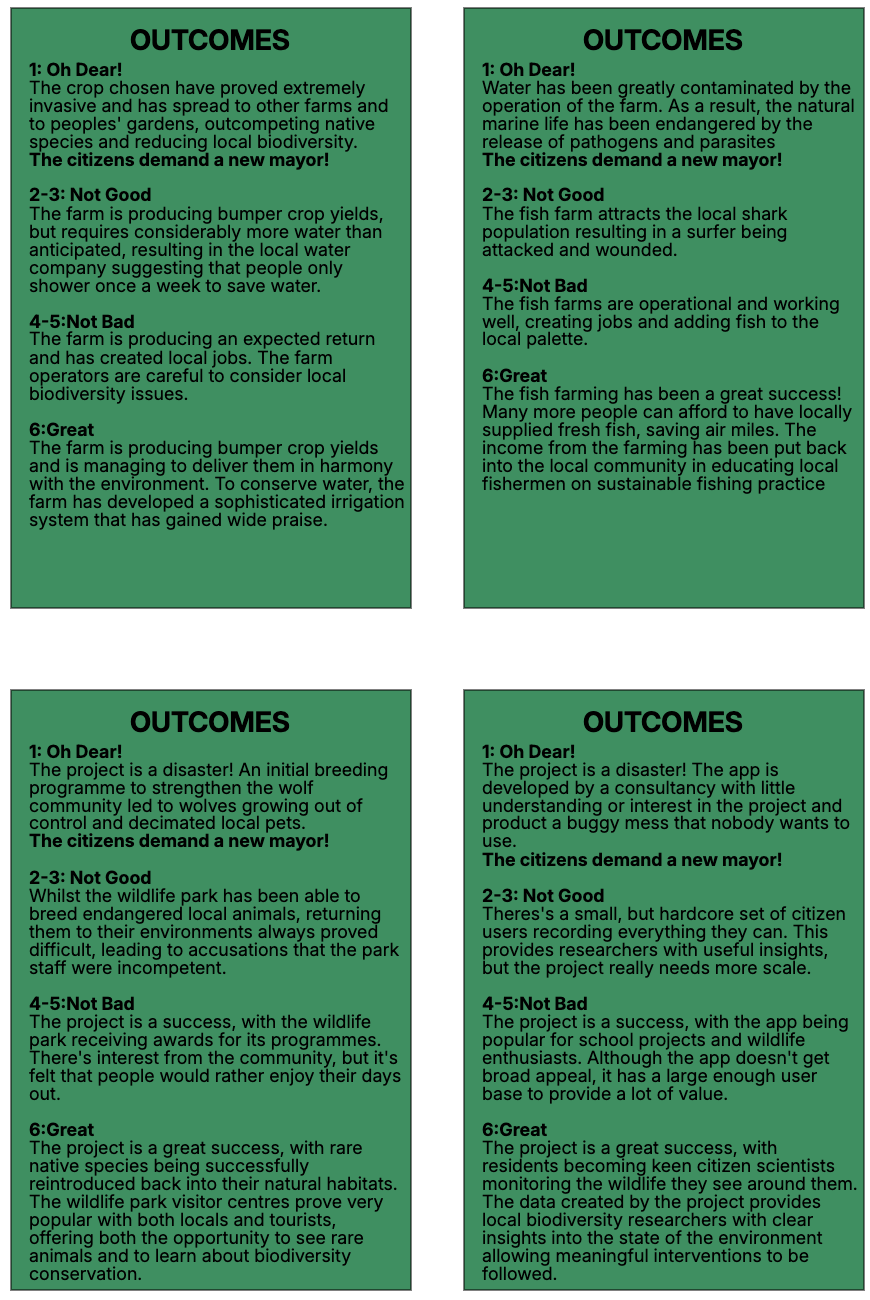 OUTCOMES
1: Oh Dear!
The crop chosen have proved extremely
invasive and has spread to other farms and
to peoples' gardens, outcompeting native
species and reducing local biodiversity.
The citizens demand a new mayor!
2-3: Not Good
The farm is producing bumper crop yields,
but requires considerably more water than
anticipated, resulting in the local water
company suggesting that people only
shower once a week to save water.
4-5:Not Bad
The farm is producing an expected return
and has created local jobs. The farm
operators are careful to consider local
biodiversity issues.
6:Great
The farm is producing bumper crop yields
and is managing to deliver them in harmony
with the environment. To conserve water, the
farm has developed a sophisticated irrigation
system that has gained wide praise.
OUTCOMES
1: Oh Dear!
Water has been greatly contaminated by the
operation of the farm. As a result, the natural
marine life has been endangered by the
release of pathogens and parasites
The citizens demand a new mayor!
2-3: Not Good
The fish farm attracts the local shark
population resulting in a surfer being
attacked and wounded.
4-5:Not Bad
The fish farms are operational and working
well, creating jobs and adding fish to the
local palette.
6:Great
The fish farming has been a great success!
Many more people can afford to have locally
supplied fresh fish, saving air miles. The
income from the farming has been put back
into the local community in educating local
fishermen on sustainable fishing practice
OUTCOMES
1: Oh Dear!
The project is a disaster! An initial breeding
programme to strengthen the wolf
community led to wolves growing out of
control and decimated local pets.
The citizens demand a new mayor!
2-3: Not Good
Whilst the wildlife park has been able to
breed endangered local animals, returning
them to their environments always proved
difficult, leading to accusations that the park
staff were incompetent.
4-5:Not Bad
The project is a success, with the wildlife
park receiving awards for its programmes.
There's interest from the community, but it's
felt that people would rather enjoy their days
out.
6:Great
The project is a great success, with rare
native species being successfully
reintroduced back into their natural habitats.
The wildlife park visitor centres prove very
popular with both locals and tourists,
offering both the opportunity to see rare
animals and to learn about biodiversity
conservation.
OUTCOMES
1: Oh Dear!
The project is a disaster! The app is
developed by a consultancy with little
understanding or interest in the project and
product a buggy mess that nobody wants to
use.
The citizens demand a new mayor!
2-3: Not Good
Theres's a small, but hardcore set of citizen
users recording everything they can. This
provides researchers with useful insights,
but the project really needs more scale.
4-5:Not Bad
The project is a success, with the app being
popular for school projects and wildlife
enthusiasts. Although the app doesn't get
broad appeal, it has a large enough user
base to provide a lot of value.
6:Great
The project is a great success, with
residents becoming keen citizen scientists
monitoring the wildlife they see around them.
The data created by the project provides
local biodiversity researchers with clear
insights into the state of the environment
allowing meaningful interventions to be
followed.